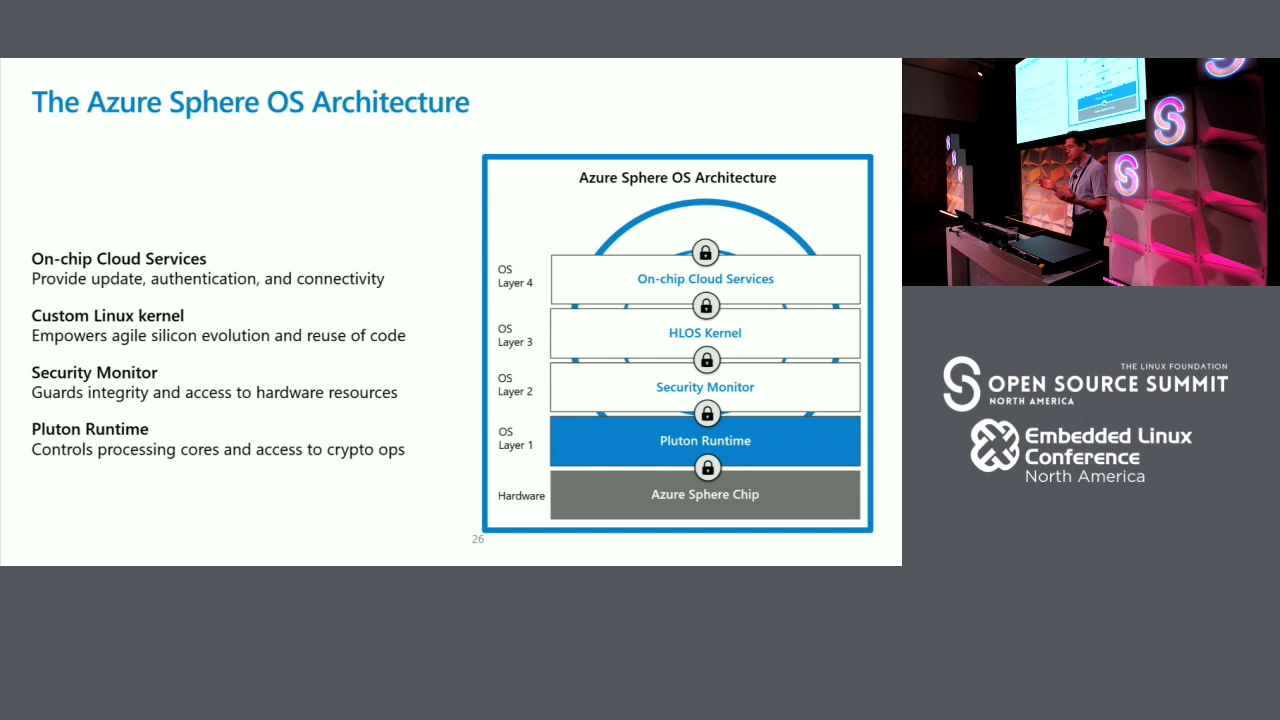 The Azure Sphere OS Architecture
On-chip Cloud Services
Provide update, authentication, and connectivity
Custom Linux kernel
Empowers agile silicon evolution and reuse of code
Security Monitor
Guards integrity and access to hardware resources
Pluton Runtime
Controls processing cores and access to crypto ops
Azure Sphere OS Architecture
OS
Layer 4
On-chip Cloud Services
OS
Layer 3
HLOS Kernel
OS
Layer 2
Security Monitor
OS
Layer 1
Pluton Runtime
Hardware
Azure Sphere Chip
26
THE LINUX FOUNDATION
OPEN SOURCE SUMMIT
NORTH AMERICA
Embedded Linux
Conference
North America